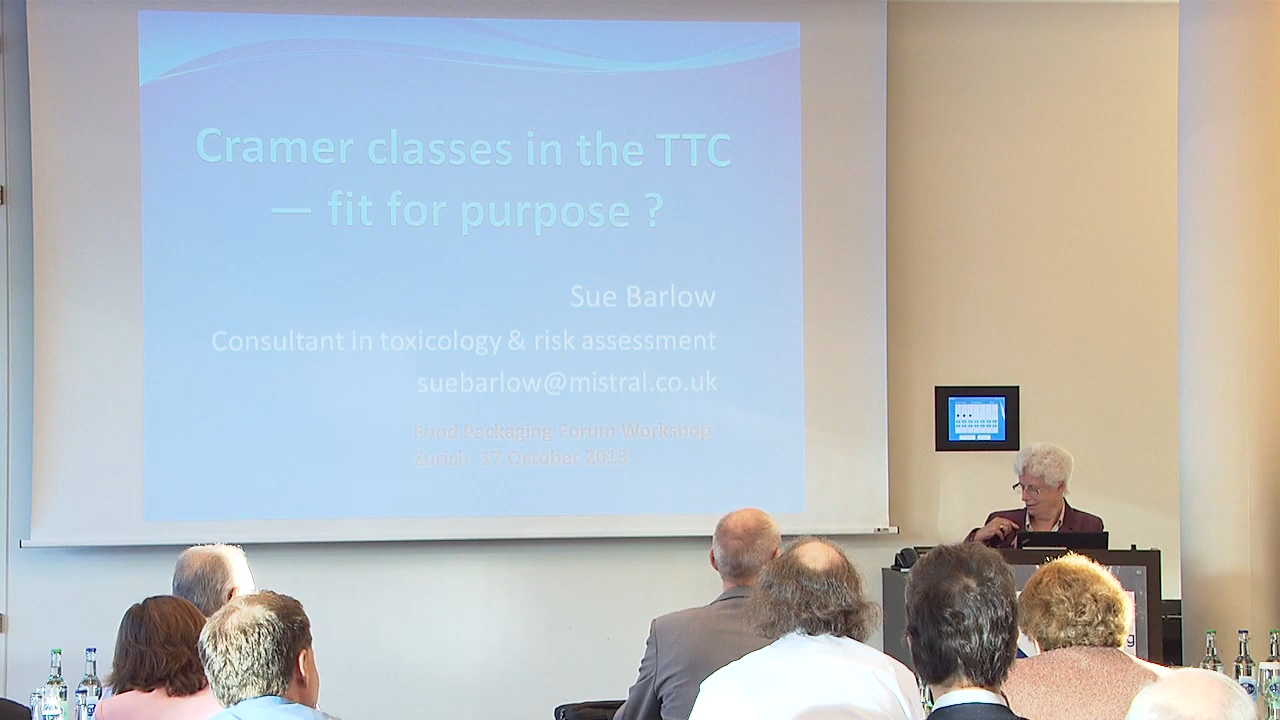 Cramer classes in the TTC
— fit for purpose ?
Sue Barlow
Consultant in toxicology & risk assessment
suebarlow@mistral.co.uk
Food Packaging Forum Workshop
Zurich 17 October 2013